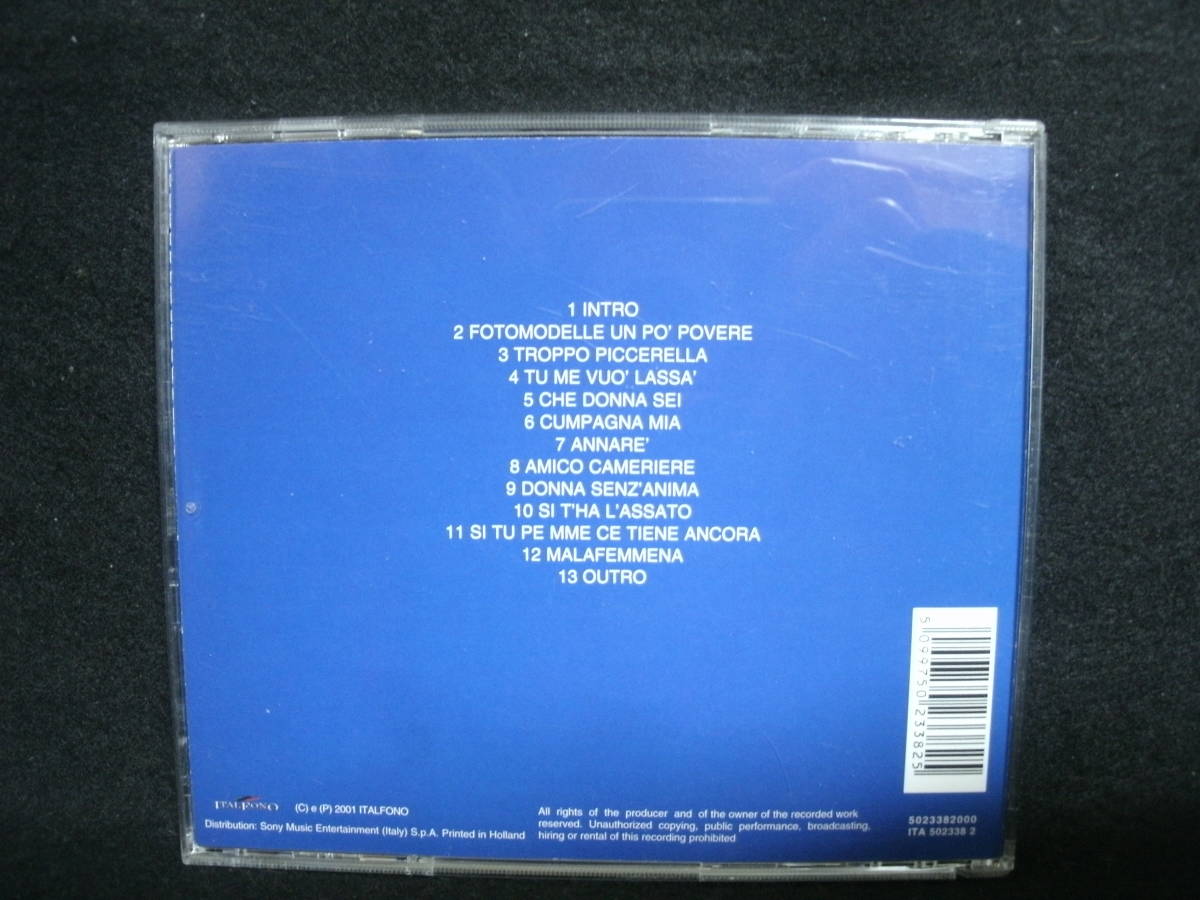 1 INTRO
2 FOTOMODELLE UN PO' POVERE
3 TROPPO PICCERELLA
4 TU ME VUO' LASSA'
5 CHE DONNA SEI
6 CUMPAGNA MIA
7 ANNARE'
8 AMICO CAMERIERE
9 DONNA SENZ'ANIMA
10 SI T'HA L'ASSATO
11 SI TU PE MME CE TIENE ANCORA
12 MALAFEMMENA
13 OUTRO
5 099750 233825
ITALFONO
(C) e (P) 2001 ITALFONO
Distribution: Sony Music Entertainment (Italy) S.p.A. Printed in Holland
All rights of the producer and of the owner of the recorded work
reserved. Unauthorized copying, public performance, broadcasting,
hiring or rental of this recording prohibited
5023382000
ITA 502338 2